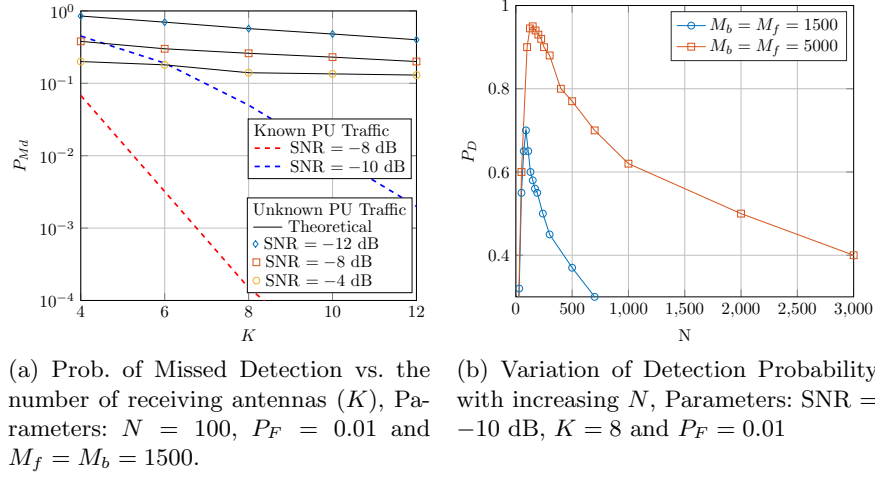 10^0
10^{-1}
10^{-2}
10^{-3}
10^{-4}
P_{Md}
4 6 8 10 12
K
Known PU Traffic
SNR = −8 dB
SNR = −10 dB
Unknown PU Traffic
Theoretical
SNR = −12 dB
SNR = −8 dB
SNR = −4 dB
(a) Prob. of Missed Detection vs. the
number of receiving antennas (K), Pa-
rameters: N = 100, P_F = 0.01 and
M_f = M_b = 1500.
1
0.8
0.6
0.4
P_D
0 500 1,000 1,500 2,000 2,500 3,000
N
M_b = M_f = 1500
M_b = M_f = 5000
(b) Variation of Detection Probability
with increasing N, Parameters: SNR =
−10 dB, K = 8 and P_F = 0.01